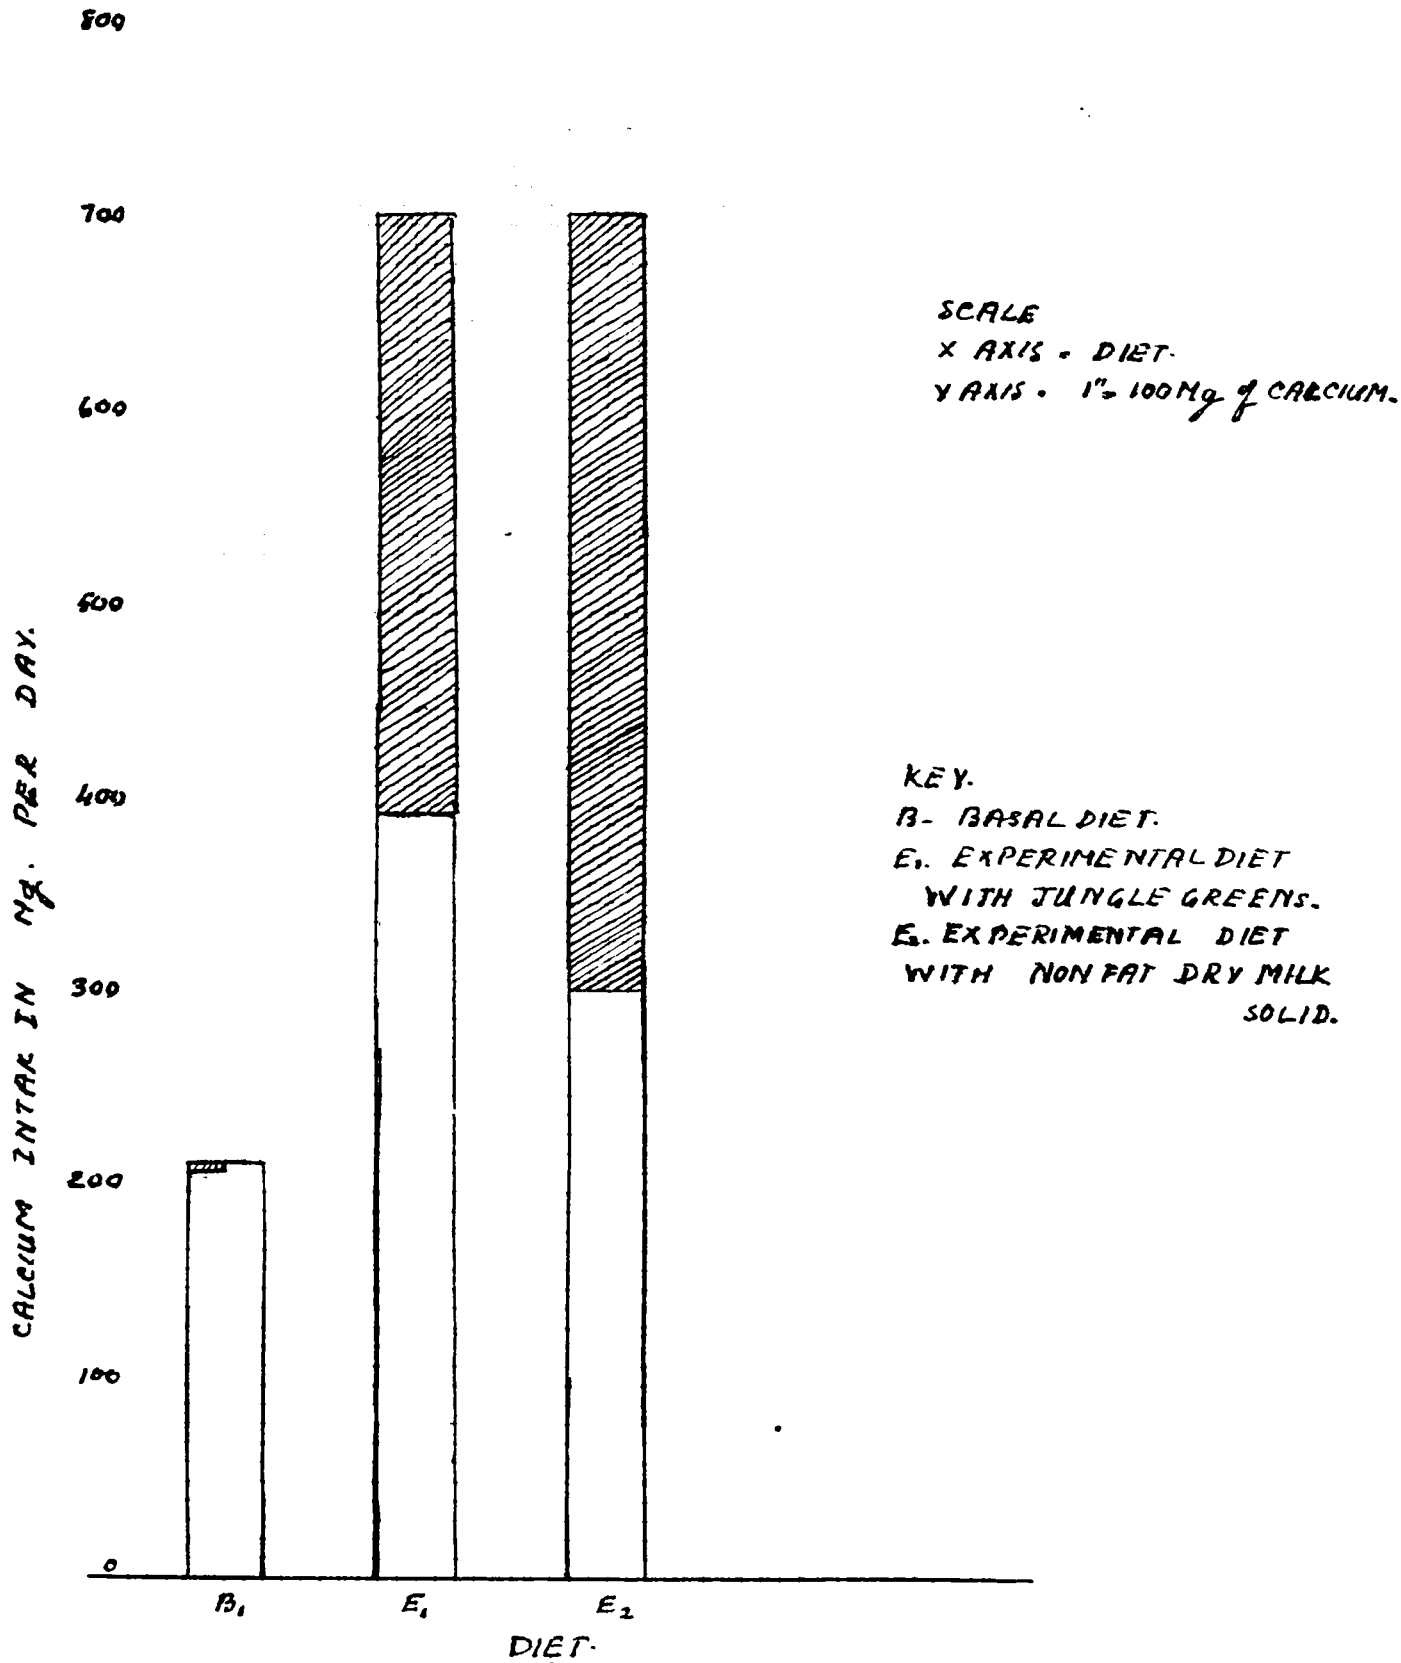 800
700
600
500
400
300
200
100
0
CALCIUM INTAK IN Mg. PER DAY.
B₁ E₁ E₂
DIET.
SCALE
X AXIS = DIET.
Y AXIS = 1"= 100 Mg of CALCIUM.
KEY.
B- BASAL DIET.
E₁. EXPERIMENTAL DIET
WITH JUNGLE GREENS.
E₂. EXPERIMENTAL DIET
WITH NON FAT DRY MILK
SOLID.